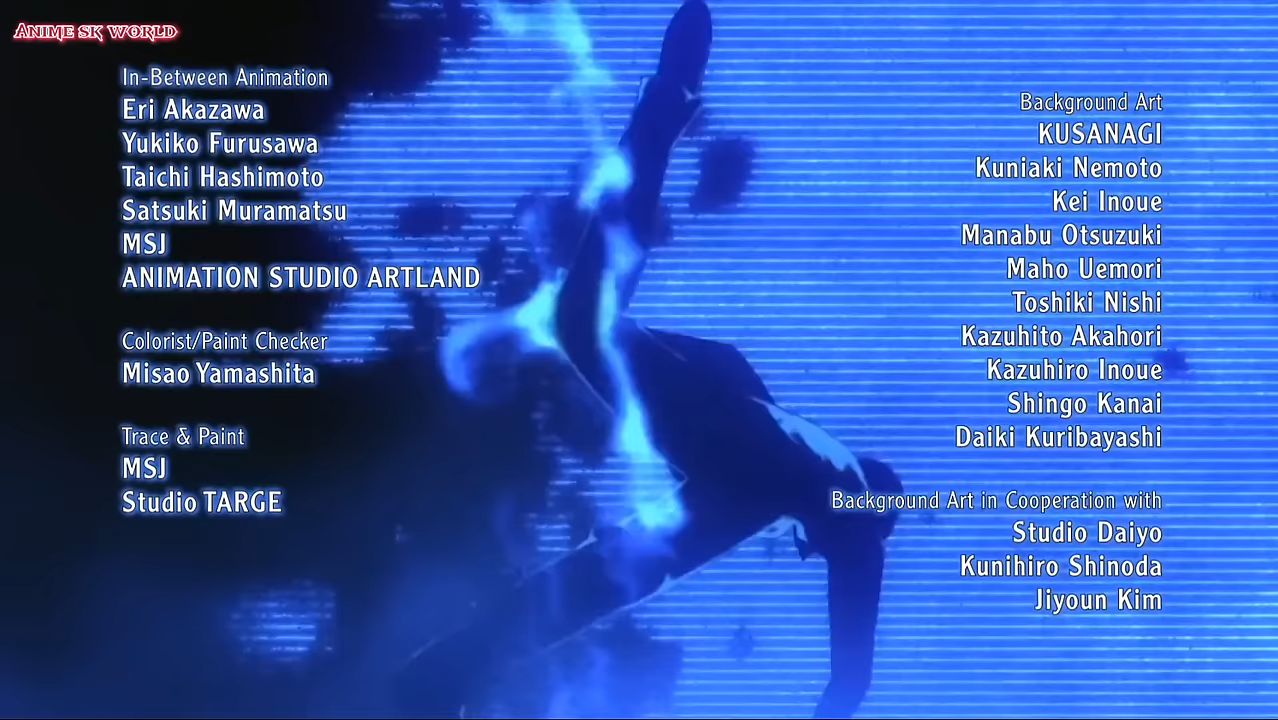 ANIME SK WORLD
In-Between Animation
Eri Akazawa
Yukiko Furusawa
Taichi Hashimoto
Satsuki Muramatsu
MSJ
ANIMATION STUDIO ARTLAND
Colorist/Paint Checker
Misao Yamashita
Trace & Paint
MSJ
Studio TARGE
Background Art
KUSANAGI
Kuniaki Nemoto
Kei Inoue
Manabu Otsuzuki
Maho Uemori
Toshiki Nishi
Kazuhito Akahori
Kazuhiro Inoue
Shingo Kanai
Daiki Kuribayashi
Background Art in Cooperation with
Studio Daiyo
Kunihiro Shinoda
Jiyoun Kim